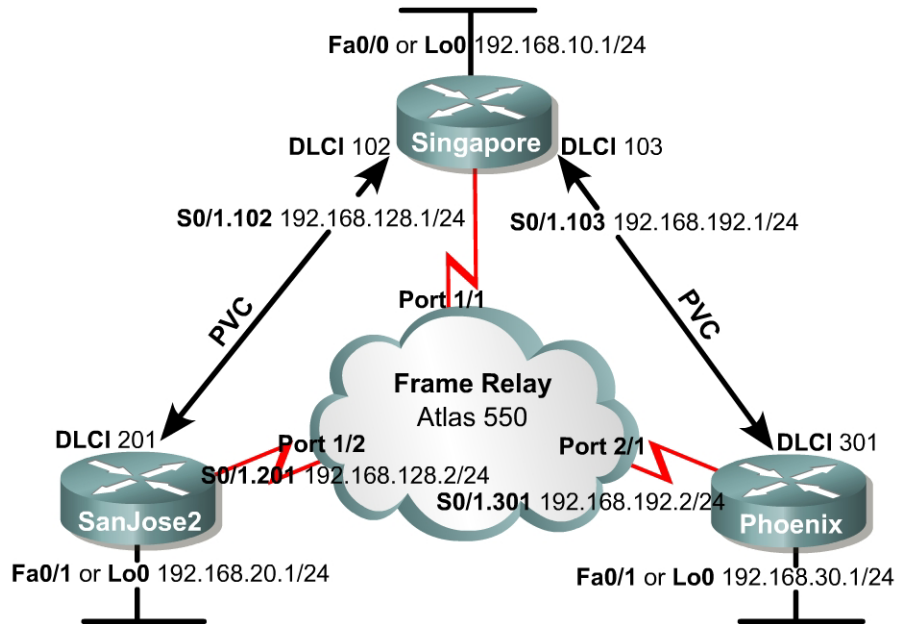 Fa0/0 or Lo0 192.168.10.1/24
Singapore
DLCI 102
DLCI 103
S0/1.102 192.168.128.1/24
S0/1.103 192.168.192.1/24
PVC
PVC
Port 1/1
Frame Relay
Atlas 550
DLCI 201
Port 1/2
Port 2/1
DLCI 301
S0/1.201 192.168.128.2/24
S0/1.301 192.168.192.2/24
SanJose2
Phoenix
Fa0/1 or Lo0 192.168.20.1/24
Fa0/1 or Lo0 192.168.30.1/24